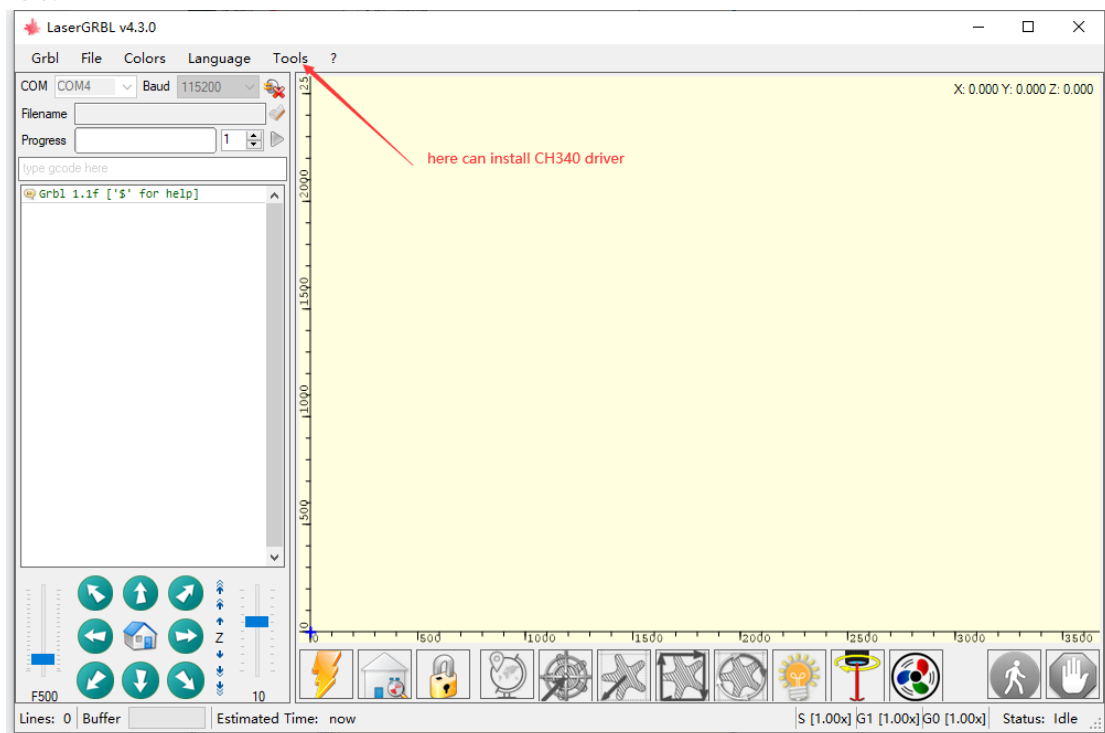 LaserGRBL v4.3.0
Grbl File Colors Language Tools ?
COM COM4 Baud 115200
Filename
Progress 1
type gcode here
Grbl 1.1f ['$' for help]
X: 0.000 Y: 0.000 Z: 0.000
here can install CH340 driver
25
2000
1500
1000
500
0
0 500 1000 1500 2000 2500 3000 3500
Z
F500 10
Lines: 0 Buffer Estimated Time: now S [1.00x] G1 [1.00x] G0 [1.00x] Status: Idle